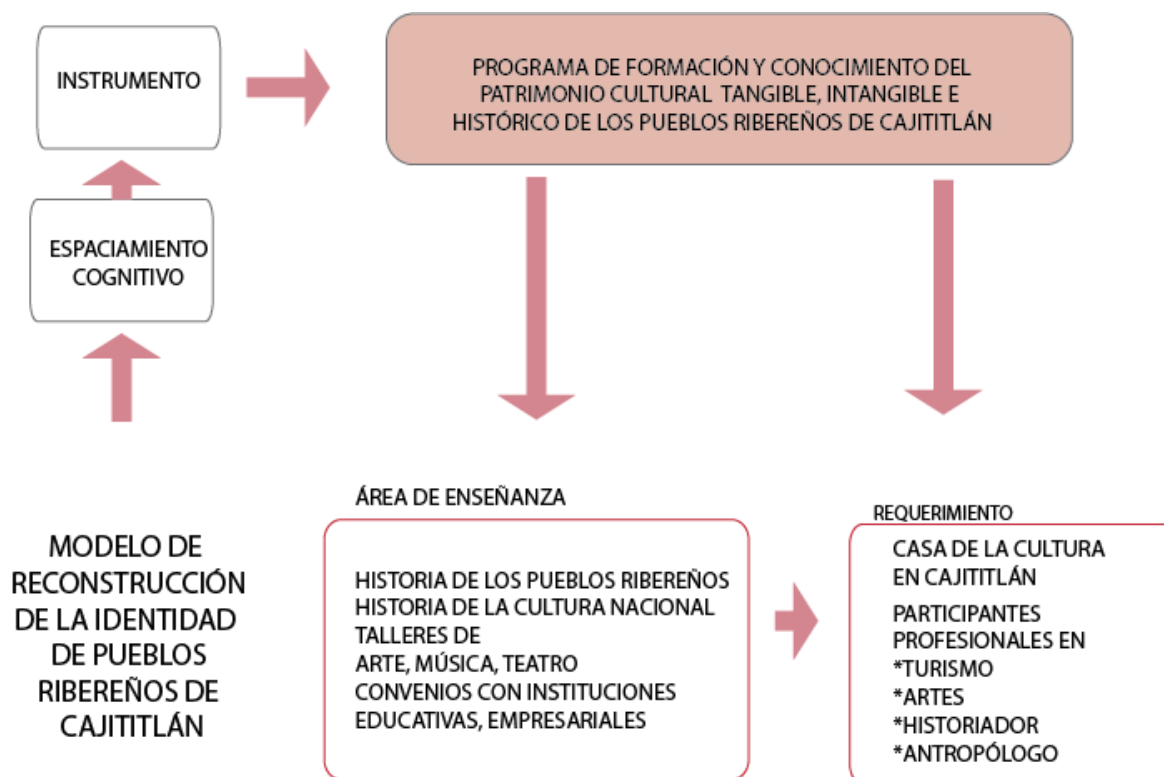 INSTRUMENTO
PROGRAMA DE FORMACIÓN Y CONOCIMIENTO DEL
PATRIMONIO CULTURAL TANGIBLE, INTANGIBLE E
HISTÓRICO DE LOS PUEBLOS RIBEREÑOS DE CAJITITLÁN
ESPACIAMIENTO
COGNITIVO
MODELO DE
RECONSTRUCCIÓN
DE LA IDENTIDAD
DE PUEBLOS
RIBEREÑOS DE
CAJITITLÁN
ÁREA DE ENSEÑANZA
HISTORIA DE LOS PUEBLOS RIBEREÑOS
HISTORIA DE LA CULTURA NACIONAL
TALLERES DE
ARTE, MÚSICA, TEATRO
CONVENIOS CON INSTITUCIONES
EDUCATIVAS, EMPRESARIALES
REQUERIMIENTO
CASA DE LA CULTURA
EN CAJITITLÁN
PARTICIPANTES
PROFESIONALES EN
*TURISMO
*ARTES
*HISTORIADOR
*ANTROPÓLOGO